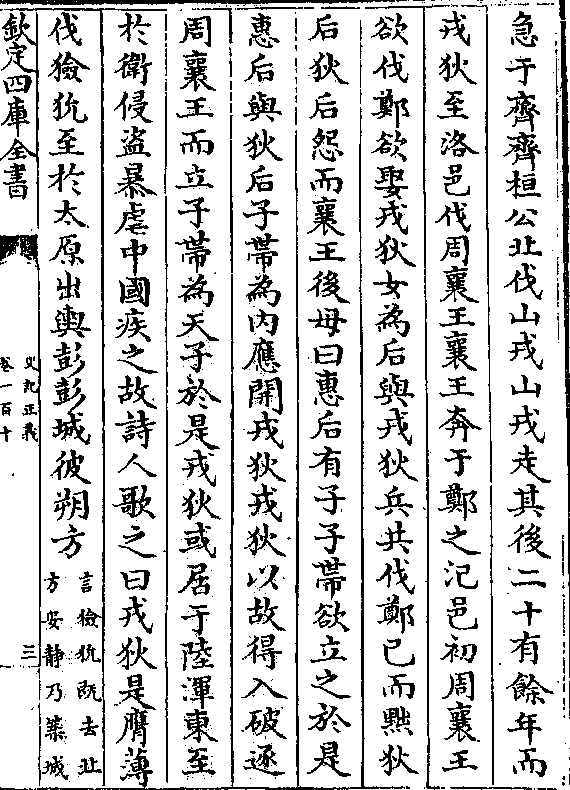 急于齊齊桓公北伐山戎山戎走其後二十有餘年而
戎狄至洛邑伐周襄王襄王奔于鄭之汜邑初周襄王
欲伐鄭欲娶戎狄女為后與戎狄兵共伐鄭已而黜狄
后狄后怨而襄王後母曰惠后有子子帶欲立之於是
惠后與狄后子帶為内應開戎狄戎狄以故得入破逐
周襄王而立子帶為天子於是戎狄或居于陸渾東至
於衛侵盜暴虐中國疾之故詩人歌之曰戎狄是膺薄
伐獫狁至於太原出輿彭彭城彼朔方
言獫狁既去北
方安靜乃築城
欽定四庫全書
史記正義
卷一百十
三